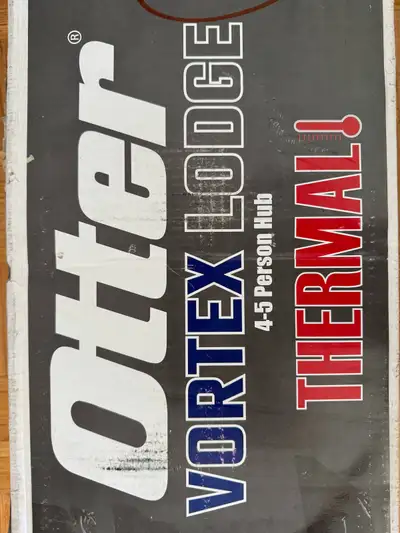 Otter®
VORTEX LODGE
4-5 Person Hub
THERMAL